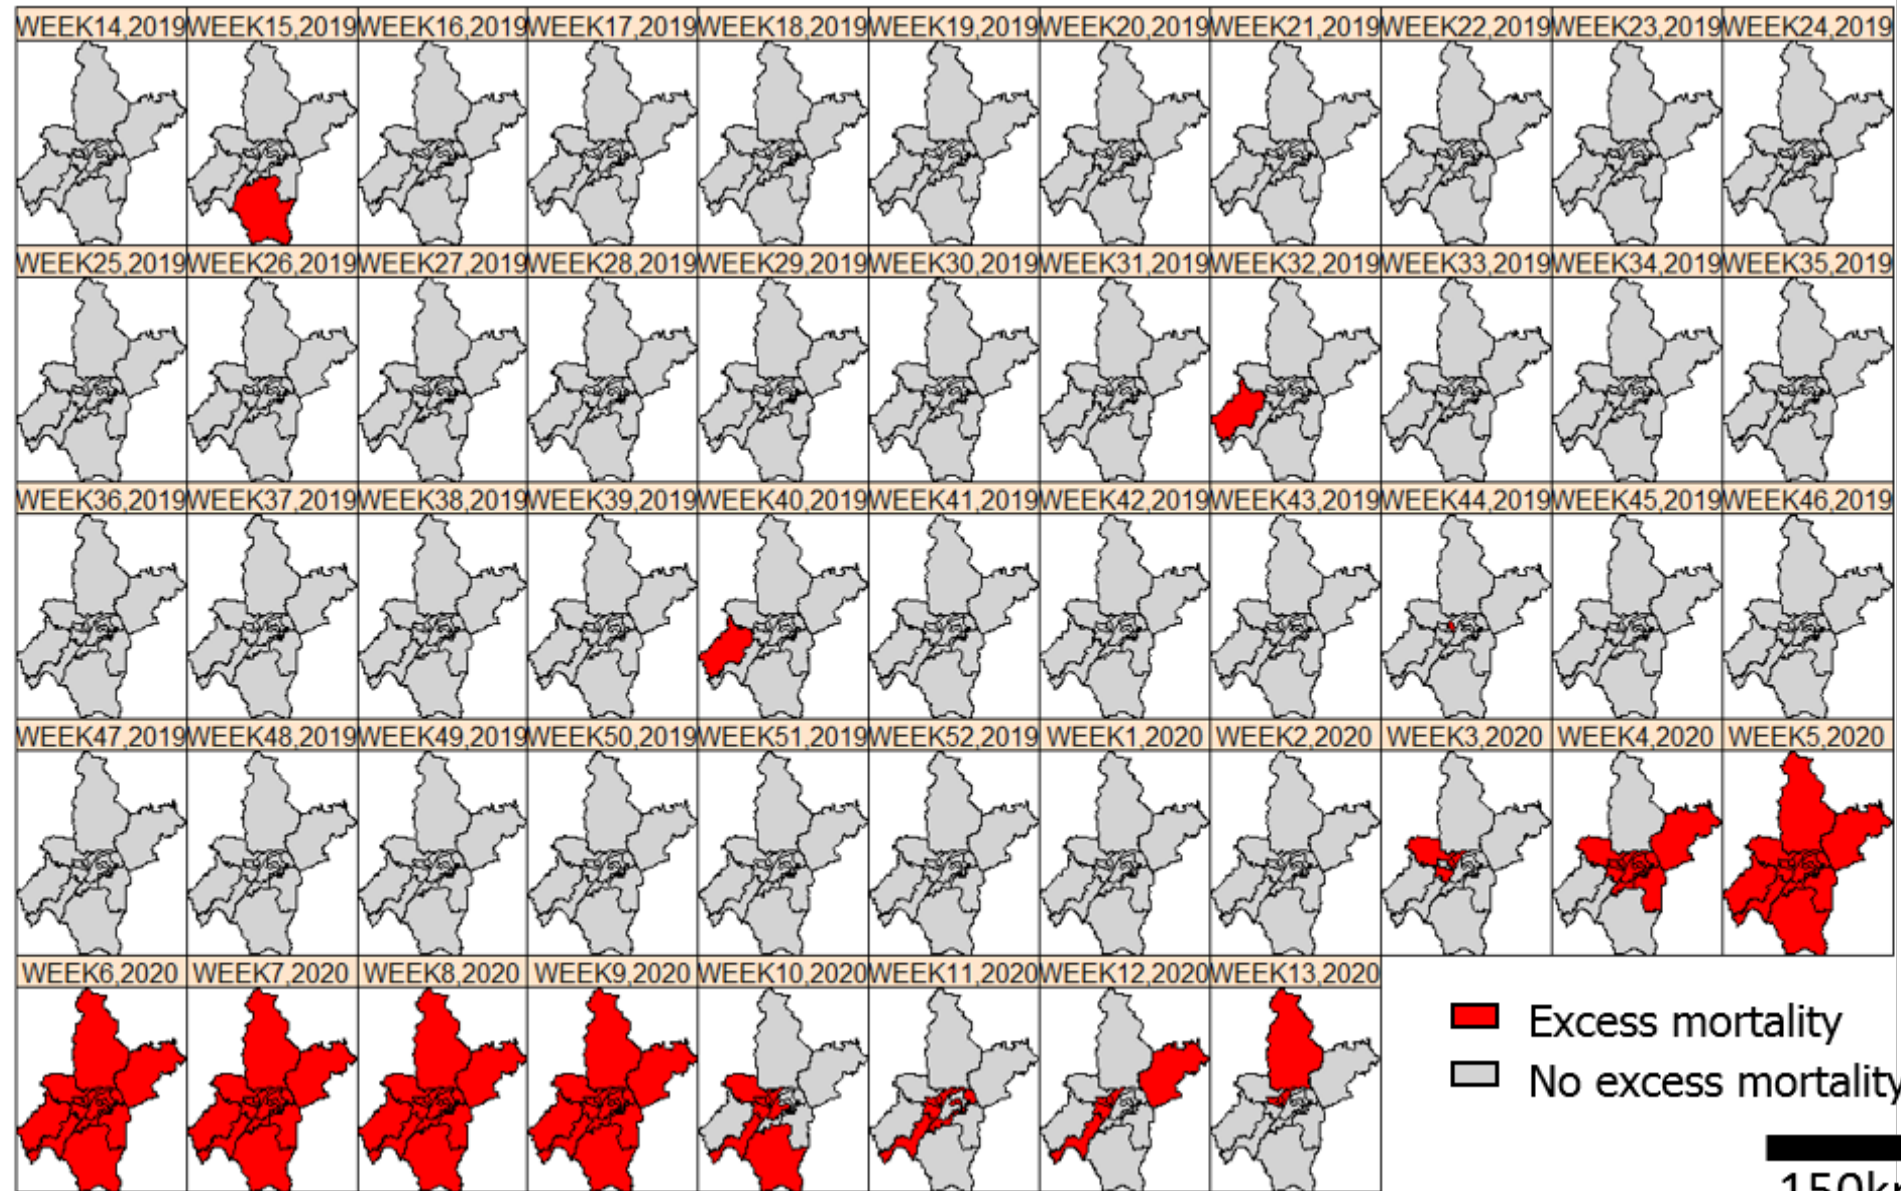 WEEK14,2019 WEEK15,2019 WEEK16,2019 WEEK17,2019 WEEK18,2019 WEEK19,2019 WEEK20,2019 WEEK21,2019 WEEK22,2019 WEEK23,2019 WEEK24,2019
WEEK25,2019 WEEK26,2019 WEEK27,2019 WEEK28,2019 WEEK29,2019 WEEK30,2019 WEEK31,2019 WEEK32,2019 WEEK33,2019 WEEK34,2019 WEEK35,2019
WEEK36,2019 WEEK37,2019 WEEK38,2019 WEEK39,2019 WEEK40,2019 WEEK41,2019 WEEK42,2019 WEEK43,2019 WEEK44,2019 WEEK45,2019 WEEK46,2019
WEEK47,2019 WEEK48,2019 WEEK49,2019 WEEK50,2019 WEEK51,2019 WEEK52,2019 WEEK1,2020 WEEK2,2020 WEEK3,2020 WEEK4,2020 WEEK5,2020
WEEK6,2020 WEEK7,2020 WEEK8,2020 WEEK9,2020 WEEK10,2020 WEEK11,2020 WEEK12,2020 WEEK13,2020
Excess mortality
No excess mortality